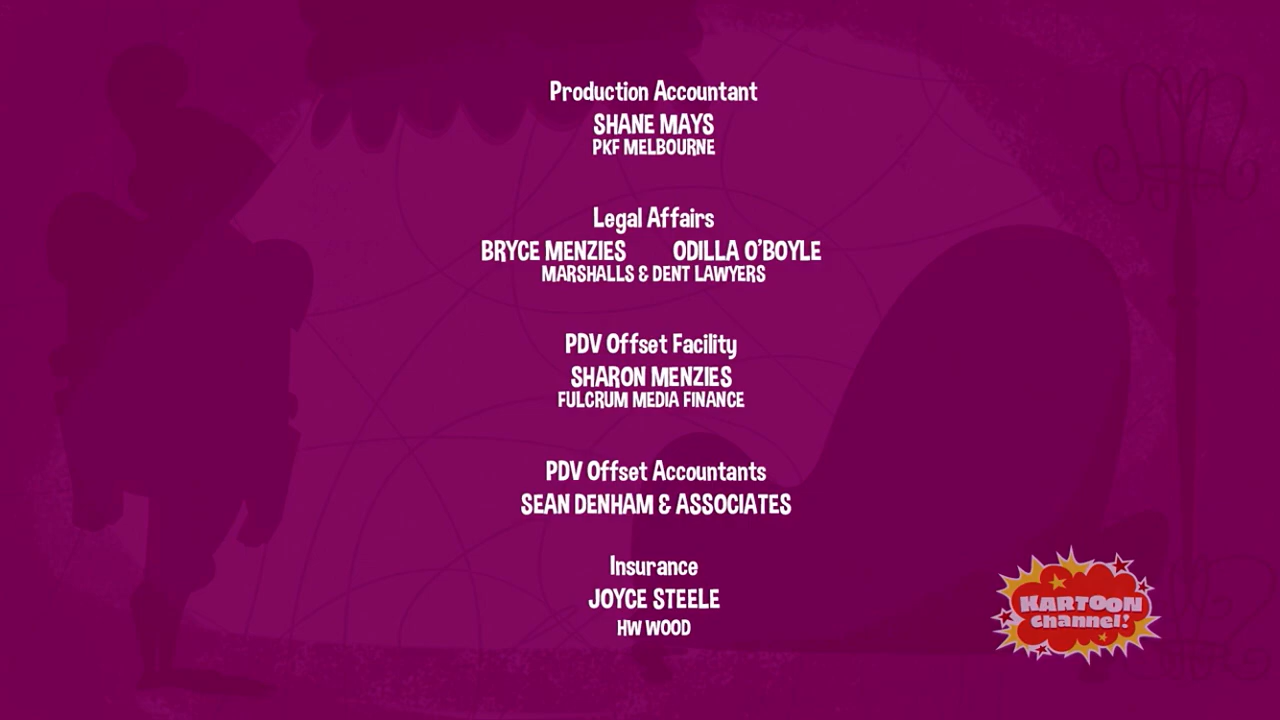 Production Accountant
SHANE MAYS
PKF MELBOURNE
Legal Affairs
BRYCE MENZIES ODILLA O'BOYLE
MARSHALLS & DENT LAWYERS
PDV Offset Facility
SHARON MENZIES
FULCRUM MEDIA FINANCE
PDV Offset Accountants
SEAN DENHAM & ASSOCIATES
Insurance
JOYCE STEELE
HW WOOD
KARTOON
channel!